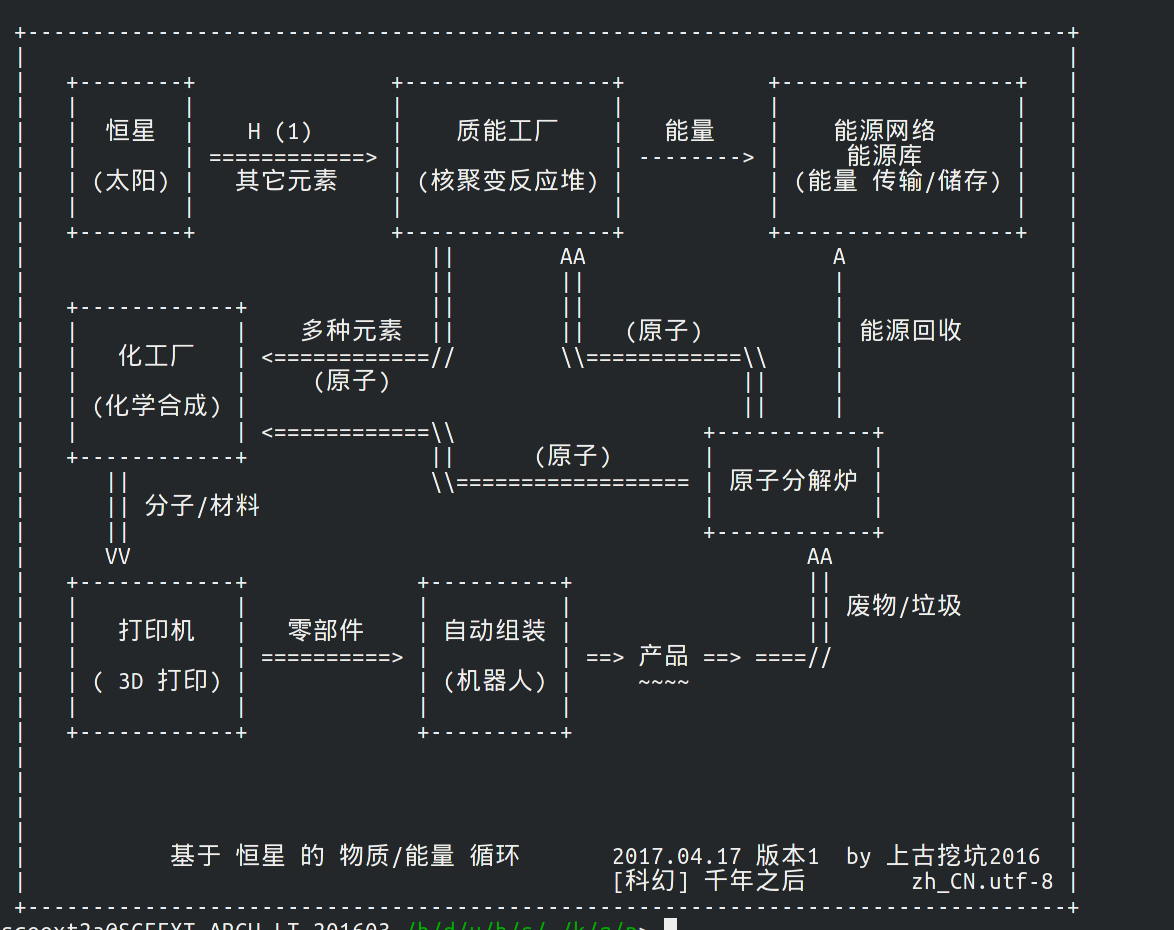 恒星 H (1) 质能工厂 能量 能源网络
============> --------> 能源库
(太阳) 其它元素 (核聚变反应堆) (能量 传输/储存)
AA A
多种元素 (原子) 能源回收
化工厂 <============// \\============\\
(原子)
(化学合成)
<============\\
(原子)
\\================== 原子分解炉
分子/材料
VV AA
废物/垃圾
打印机 零部件 自动组装
==========> ==> 产品 ==> ====//
( 3D 打印) (机器人) ~~~~
基于 恒星 的 物质/能量 循环 2017.04.17 版本1 by 上古挖坑2016
[科幻] 千年之后 zh_CN.utf-8